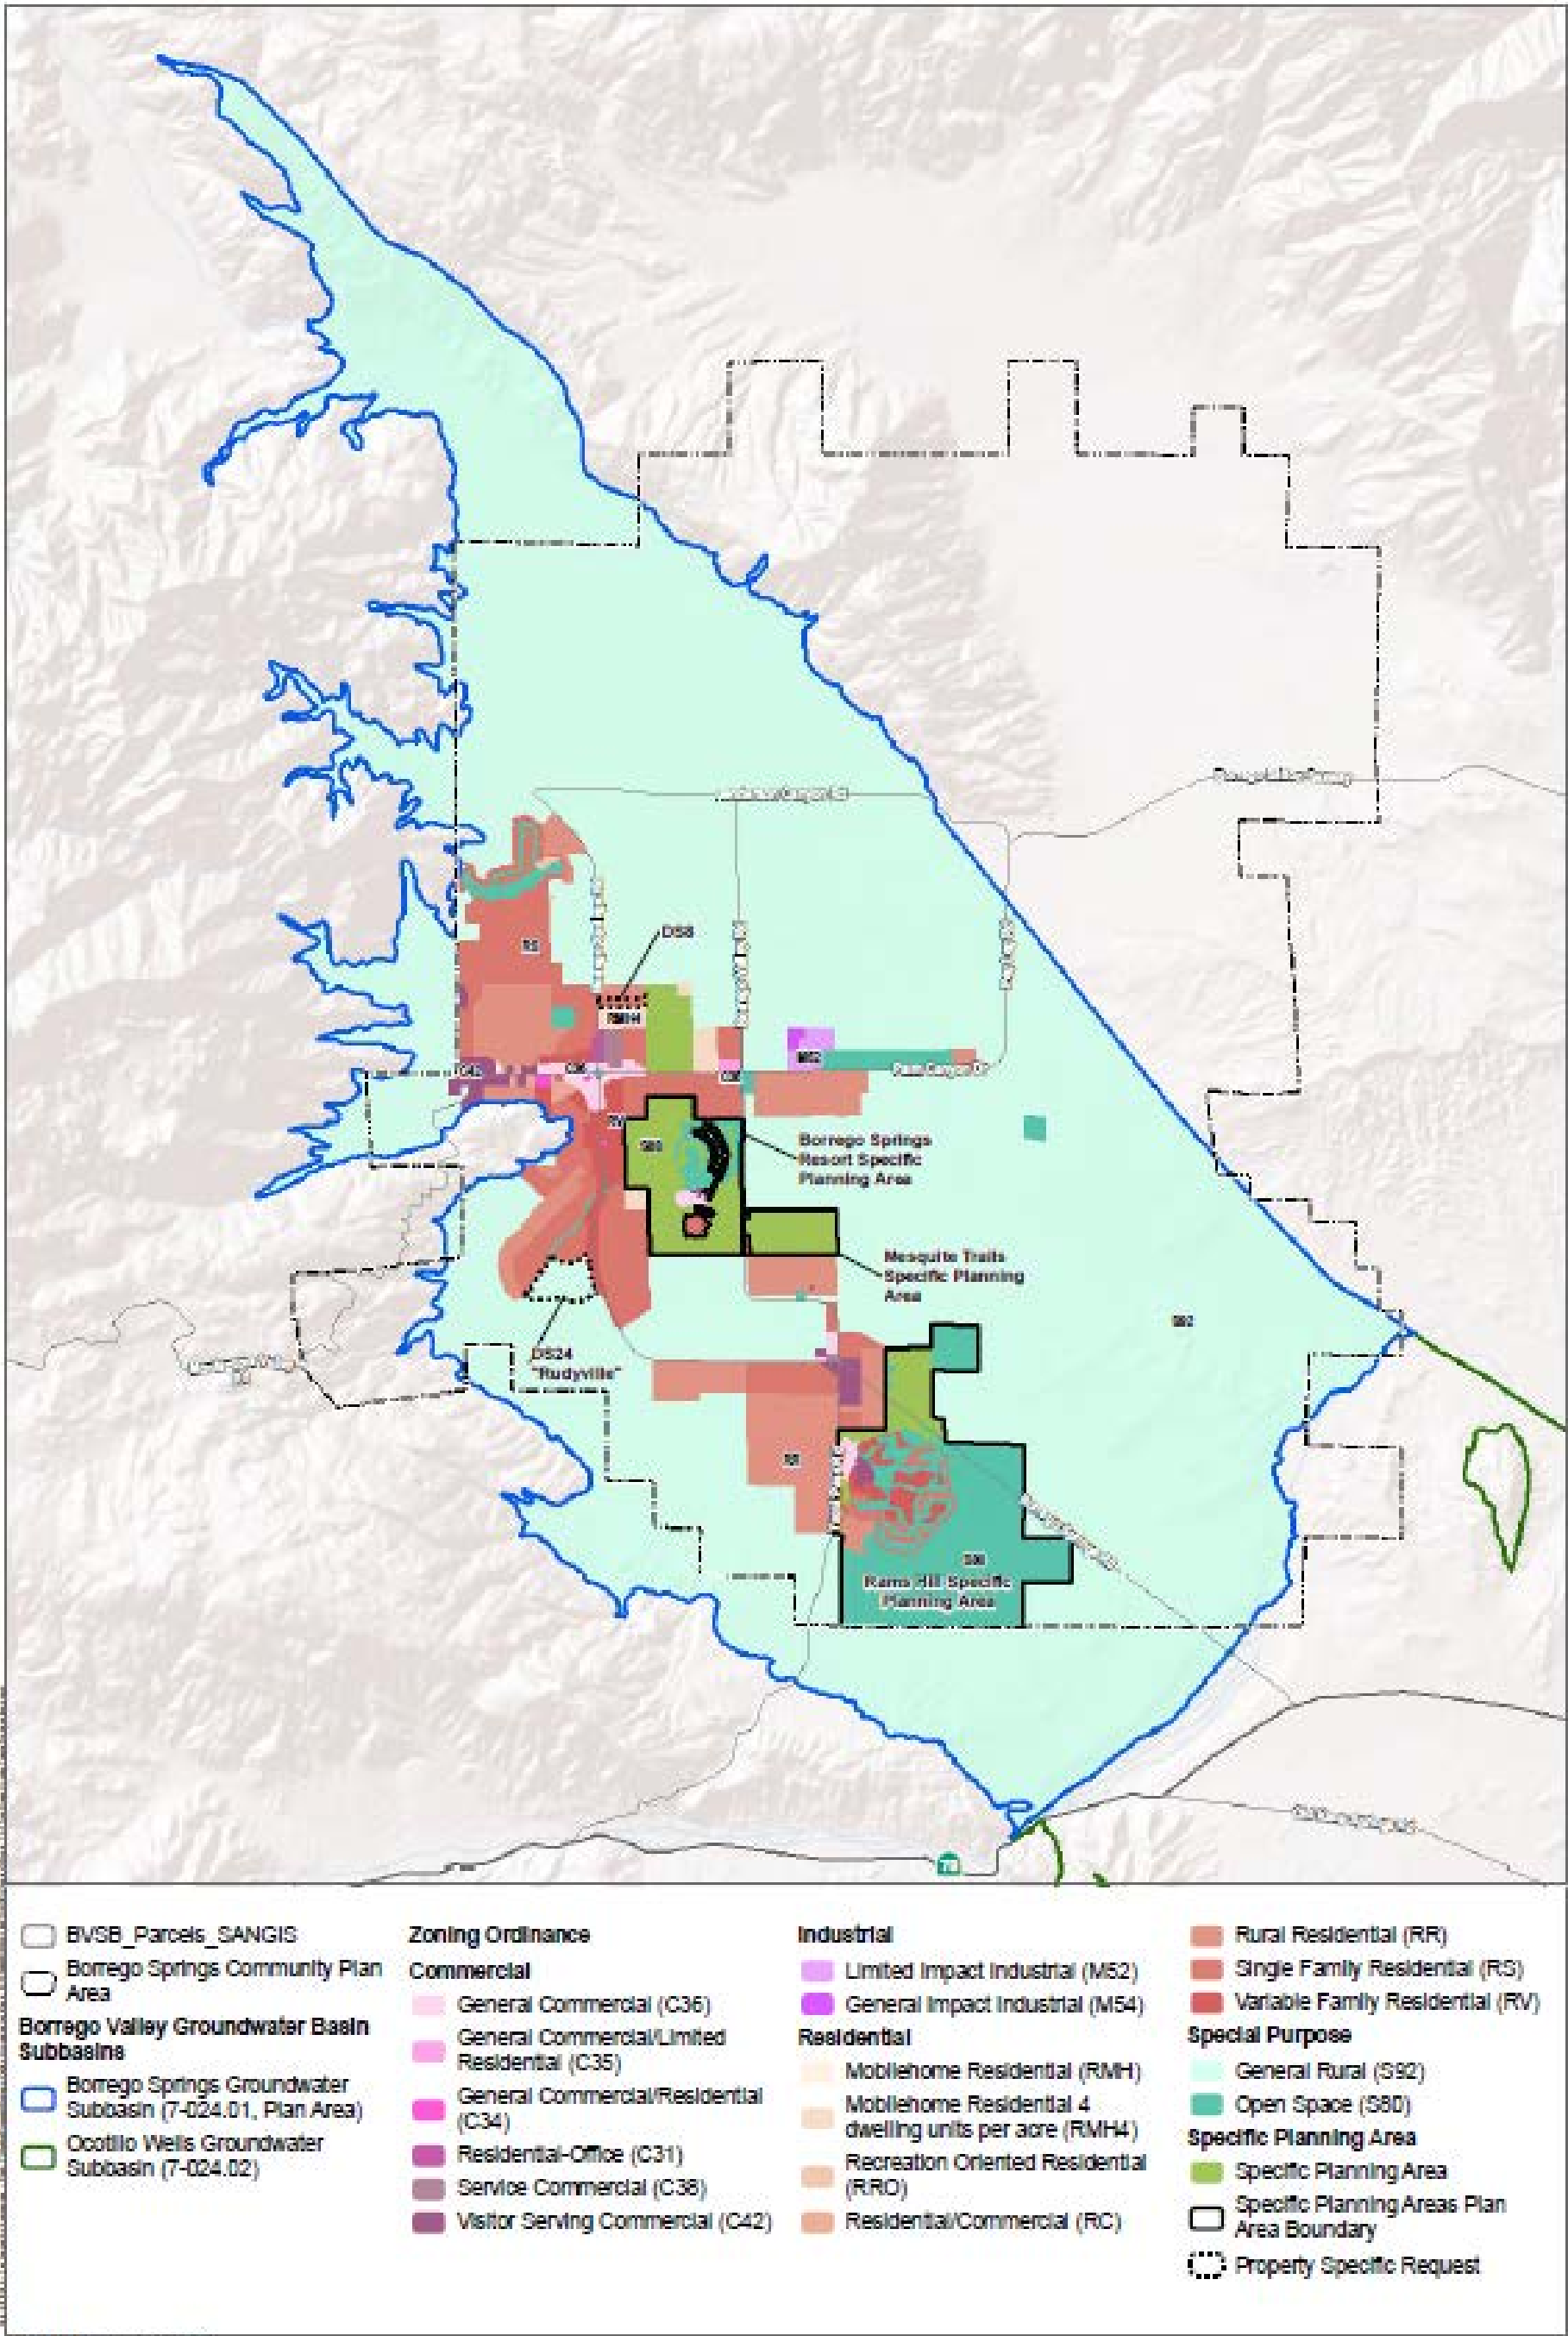 DS8
RS
RMH4
M52
C42
C36
C36
RV
S88
Borrego Springs
Resort Specific
Planning Area
Mesquite Trails
Specific Planning
Area
S92
DS24
"Rudyville"
Rams Hill Specific
Planning Area
78
BVSB_Parcels_SANGIS
Borrego Springs Community Plan
Area
Borrego Valley Groundwater Basin
Subbasins
Borrego Springs Groundwater
Subbasin (7-024.01, Plan Area)
Ocotillo Wells Groundwater
Subbasin (7-024.02)
Zoning Ordinance
Commercial
General Commercial (C36)
General Commercial/Limited
Residential (C35)
General Commercial/Residential
(C34)
Residential-Office (C31)
Service Commercial (C38)
Visitor Serving Commercial (C42)
Industrial
Limited Impact Industrial (M52)
General Impact Industrial (M54)
Residential
Mobilehome Residential (RMH)
Mobilehome Residential 4
dwelling units per acre (RMH4)
Recreation Oriented Residential
(RRO)
Residential/Commercial (RC)
Rural Residential (RR)
Single Family Residential (RS)
Variable Family Residential (RV)
Special Purpose
General Rural (S92)
Open Space (S80)
Specific Planning Area
Specific Planning Area
Specific Planning Areas Plan
Area Boundary
Property Specific Request